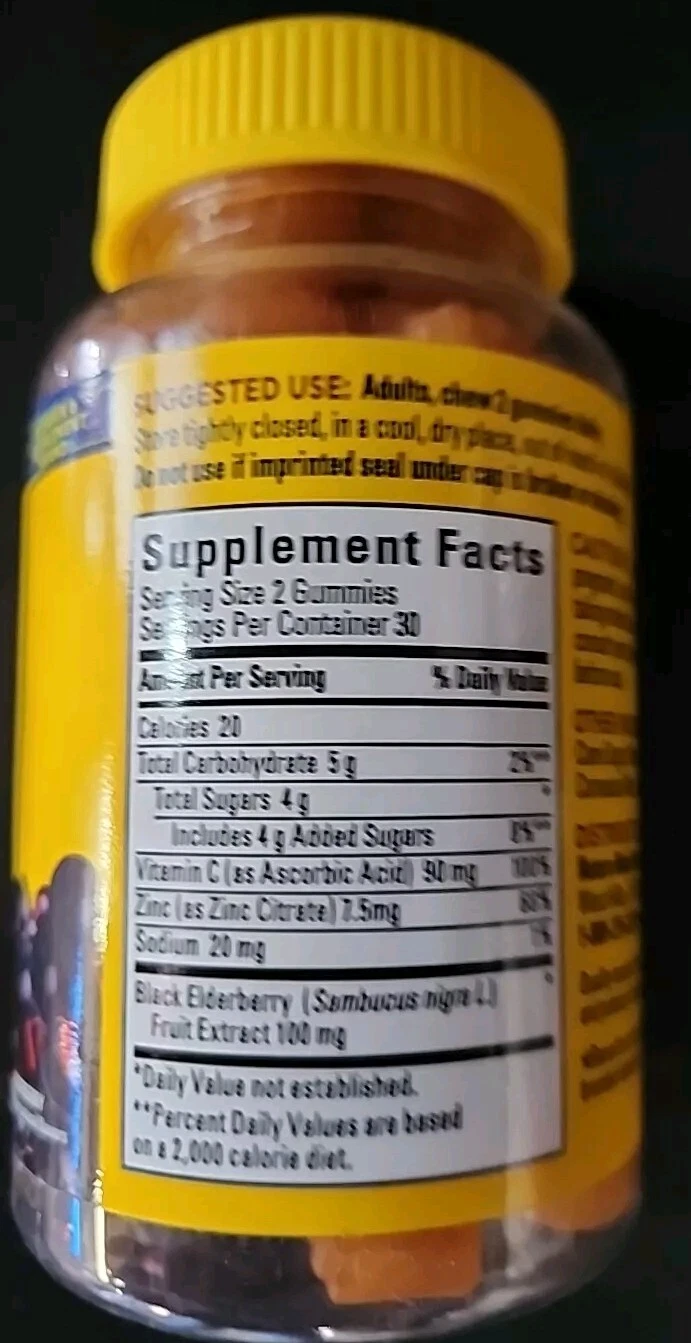 SUGGESTED USE: Adults, chew 2 gummies
Store tightly closed, in a cool, dry place,
Do not use if imprinted seal under cap is broken
Supplement Facts
Serving Size 2 Gummies
Servings Per Container 30
Amount Per Serving % Daily Value
Calories 20
Total Carbohydrate 5 g 2%**
Total Sugars 4 g *
Includes 4 g Added Sugars 8%**
Vitamin C (as Ascorbic Acid) 90 mg 100%
Zinc (as Zinc Citrate) 7.5mg 68%
Sodium 20 mg 1%
Black Elderberry (Sambucus nigra L.) *
Fruit Extract 100 mg
*Daily Value not established.
**Percent Daily Values are based
on a 2,000 calorie diet.